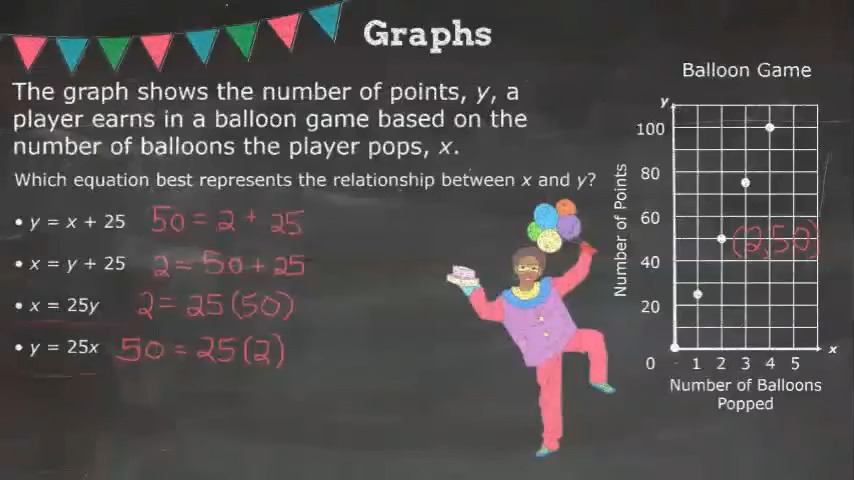 Graphs
The graph shows the number of points, y, a
player earns in a balloon game based on the
number of balloons the player pops, x.
Which equation best represents the relationship between x and y?
• y = x + 25 50 = 2 + 25
• x = y + 25 2 = 50 + 25
• x = 25y 2 = 25 (50)
• y = 25x 50 = 25 (2)
Balloon Game
y
100
80
60
(2,50)
40
20
Number of Points
0 1 2 3 4 5 x
Number of Balloons
Popped